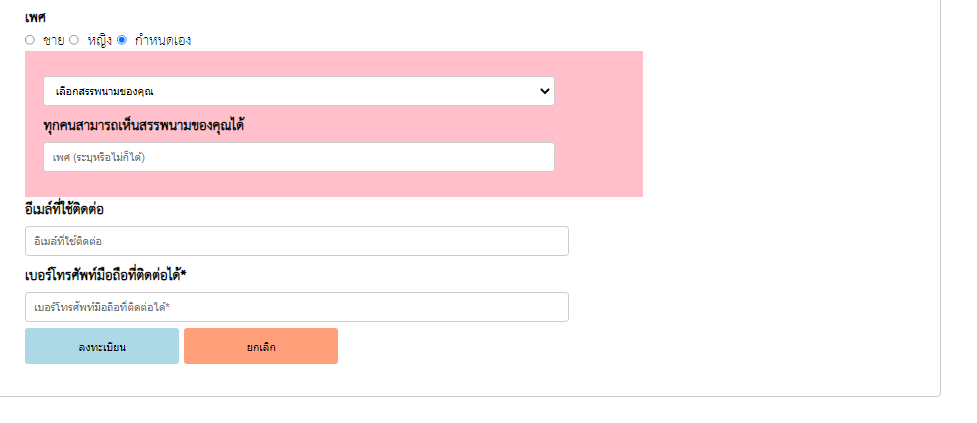 เพศ
ชาย หญิง กำหนดเอง
เลือกสรรพนามของคุณ
ทุกคนสามารถเห็นสรรพนามของคุณได้
เพศ (ระบุหรือไม่ก็ได้)
อีเมล์ที่ใช้ติดต่อ
อีเมล์ที่ใช้ติดต่อ
เบอร์โทรศัพท์มือถือที่ติดต่อได้*
เบอร์โทรศัพท์มือถือที่ติดต่อได้*
ลงทะเบียน ยกเลิก